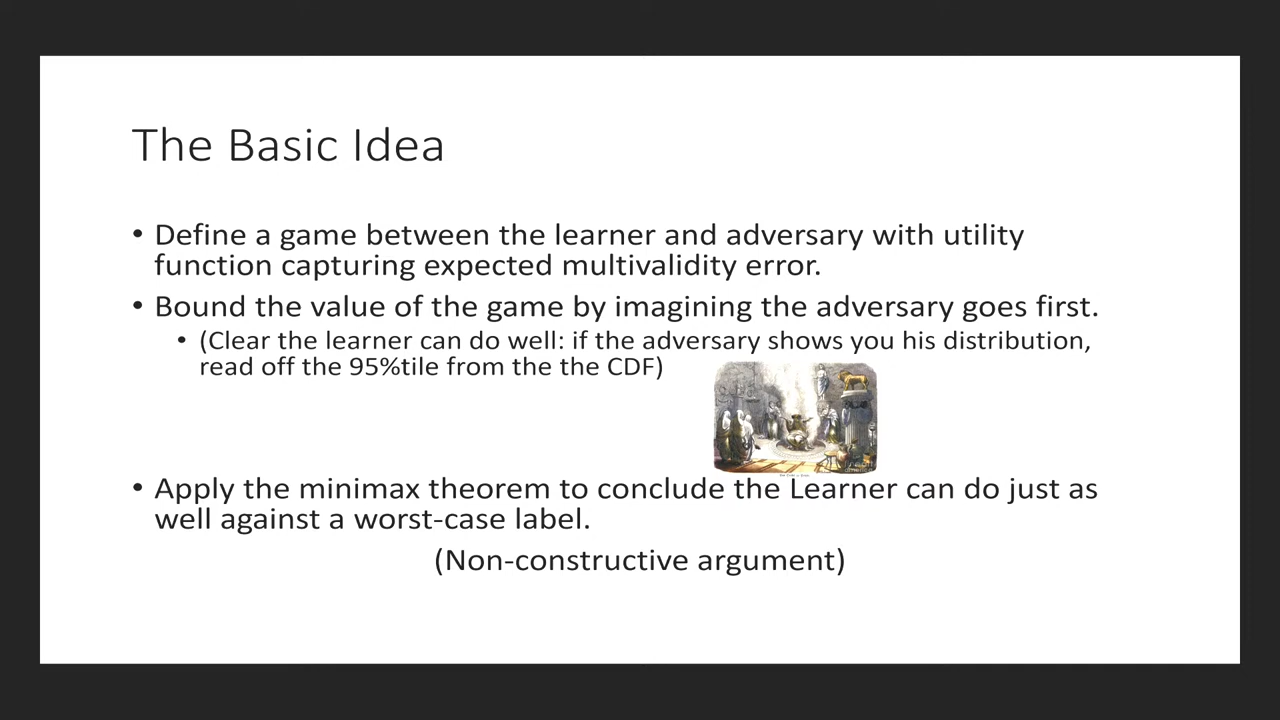 The Basic Idea
• Define a game between the learner and adversary with utility
function capturing expected multivalidity error.
• Bound the value of the game by imagining the adversary goes first.
• (Clear the learner can do well: if the adversary shows you his distribution,
read off the 95%tile from the the CDF)
• Apply the minimax theorem to conclude the Learner can do just as
well against a worst-case label.
(Non-constructive argument)